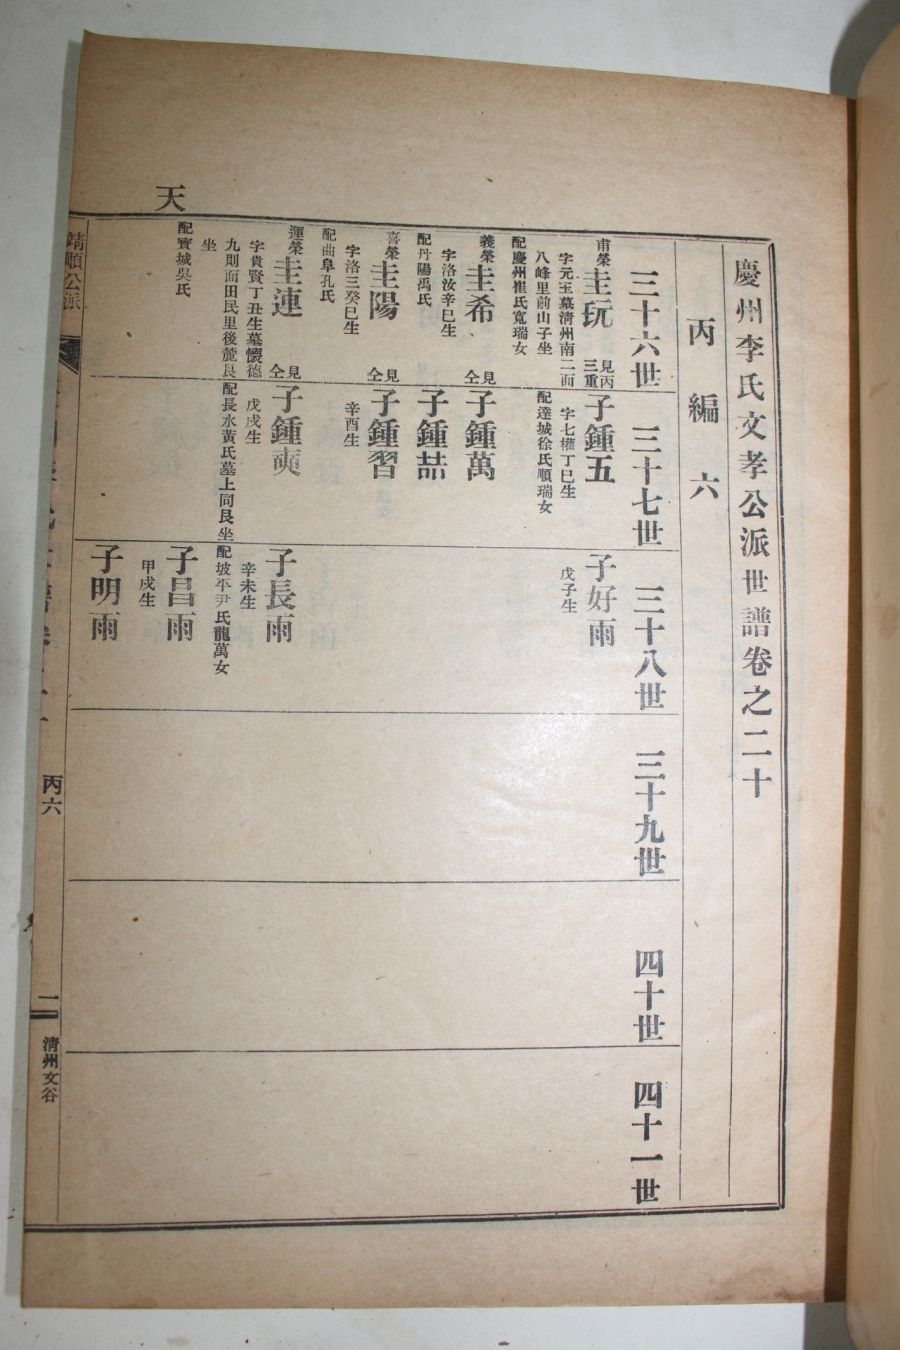 慶州李氏文孝公派世譜卷之二十
丙編六
三十六世
三十七世
三十八世
三十九世
四十世
四十一世
甫榮
圭玩
見丙
三重
字元玉墓淸州南二面
八峰里前山子坐
配慶州崔氏寬瑞女
子鍾五
字七權丁巳生
配達城徐氏順瑞女
子好雨
戊子生
義榮
圭希
見仝
字洛汝辛巳生
配丹陽禹氏
子鍾萬
子鍾喆
喜榮
圭陽
見仝
字洛三癸巳生
配曲阜孔氏
子鍾習
辛酉生
運榮
圭連
見仝
字貴賢丁丑生墓懷德
九則面田民里後麓艮
坐
配寶城吳氏
子鍾奭
戊戌生
配長水黃氏墓上同艮坐
子長雨
辛未生
配坡平尹氏龍萬女
子昌雨
甲戌生
子明雨
天
靖順公派
丙六
一
淸州文谷